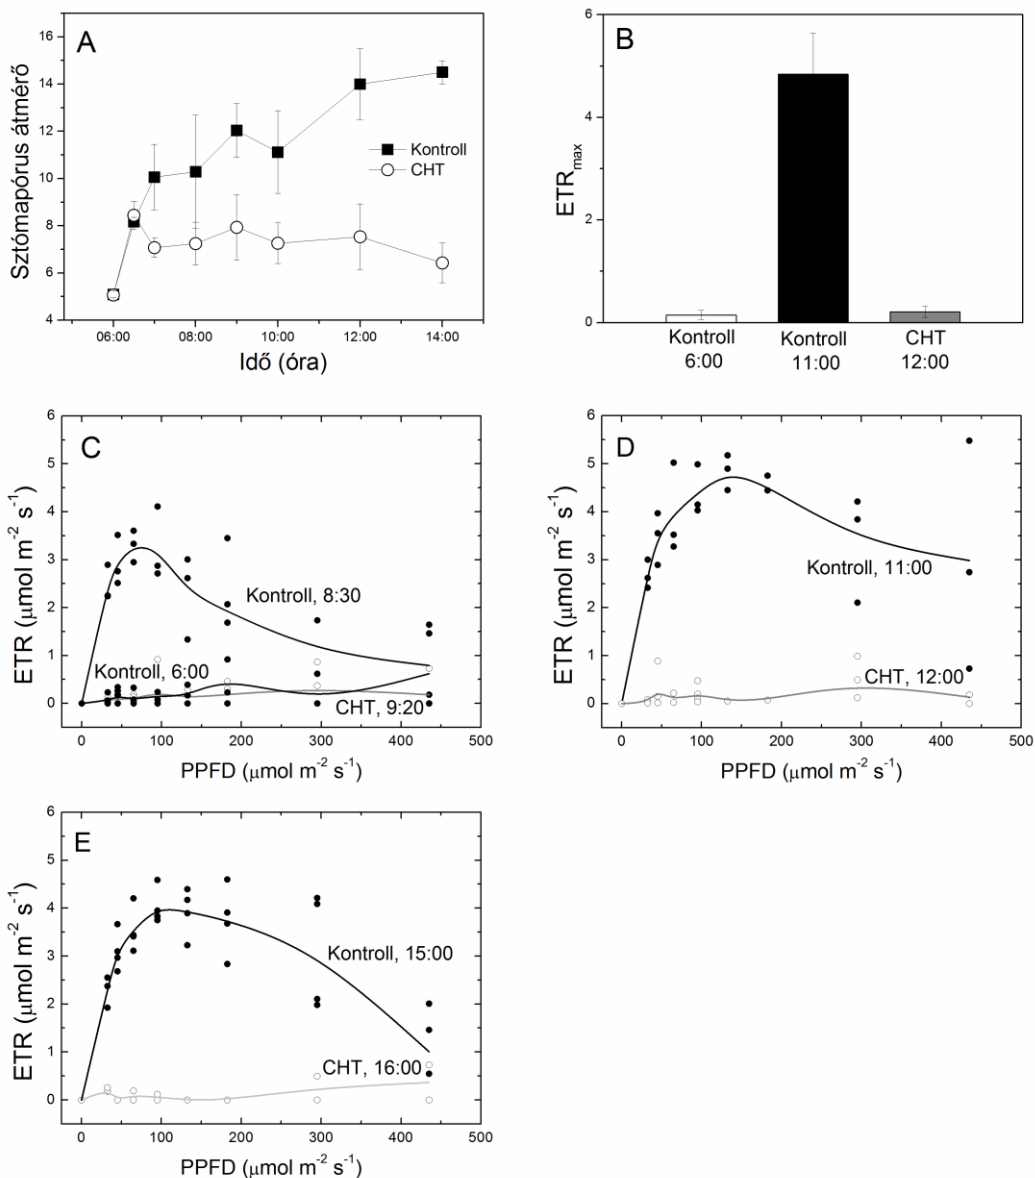 A
Sztómapórus átmérő
16
14
12
10
8
6
4
Kontroll
CHT
06:00 08:00 10:00 12:00 14:00
Idő (óra)
B
ETRmax
6
4
2
0
Kontroll 6:00
Kontroll 11:00
CHT 12:00
C
ETR (μmol m-2 s-1)
6
5
4
3
2
1
0
Kontroll, 8:30
Kontroll, 6:00
CHT, 9:20
0 100 200 300 400 500
PPFD (μmol m-2 s-1)
D
ETR (μmol m-2 s-1)
6
5
4
3
2
1
0
Kontroll, 11:00
CHT, 12:00
0 100 200 300 400 500
PPFD (μmol m-2 s-1)
E
ETR (μmol m-2 s-1)
6
5
4
3
2
1
0
Kontroll, 15:00
CHT, 16:00
0 100 200 300 400 500
PPFD (μmol m-2 s-1)